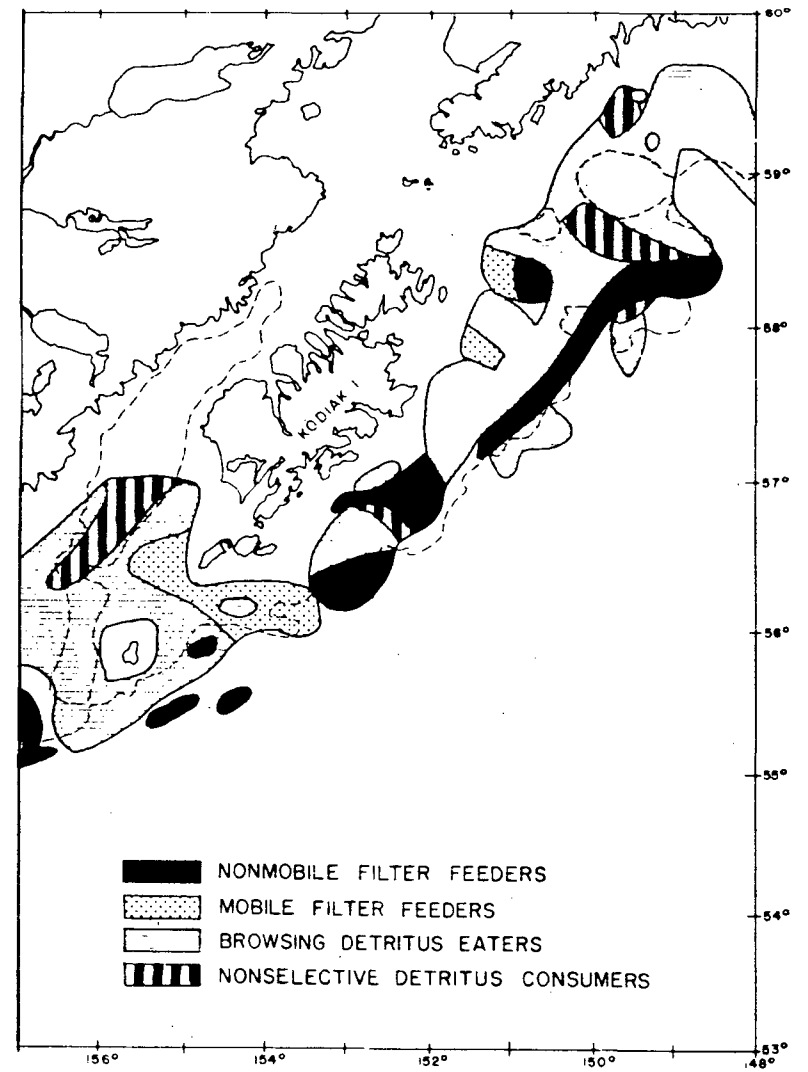 60°
59°
58°
KODIAK I
57°
56°
55°
NONMOBILE FILTER FEEDERS
MOBILE FILTER FEEDERS
BROWSING DETRITUS EATERS
54°
NONSELECTIVE DETRITUS CONSUMERS
53°
156° 154° 152° 150° 148°